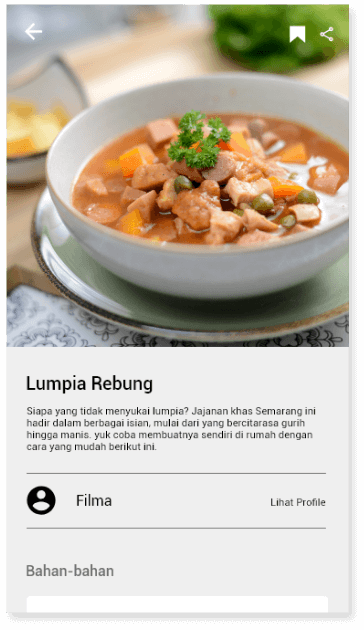 Lumpia Rebung
Siapa yang tidak menyukai lumpia? Jajanan khas Semarang ini
hadir dalam berbagai isian, mulai dari yang bercitarasa gurih
hingga manis. yuk coba membuatnya sendiri di rumah dengan
cara yang mudah berikut ini.
Filma
Lihat Profile
Bahan-bahan